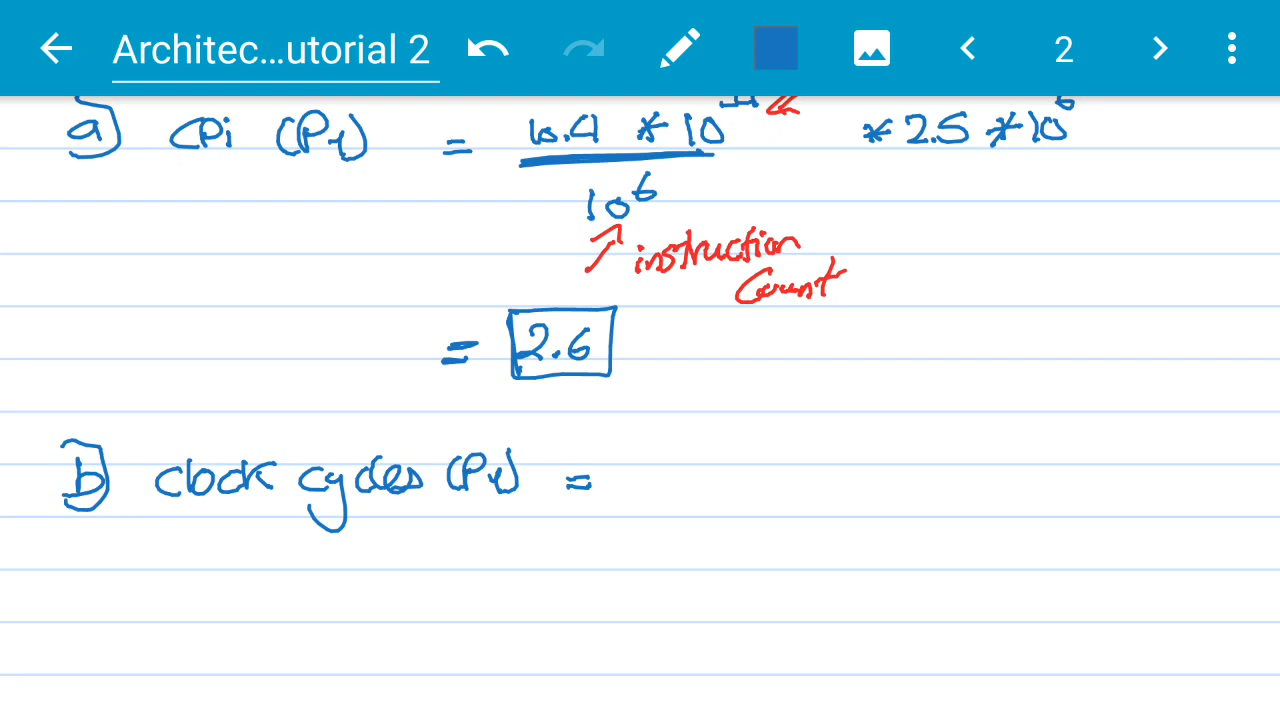 Architec...utorial 2
2
a) CPi (P1) = 10.4 * 10 * 2.5 * 10^6
10^6
instruction
Count
= 2.6
b) clock cycles (P1) =